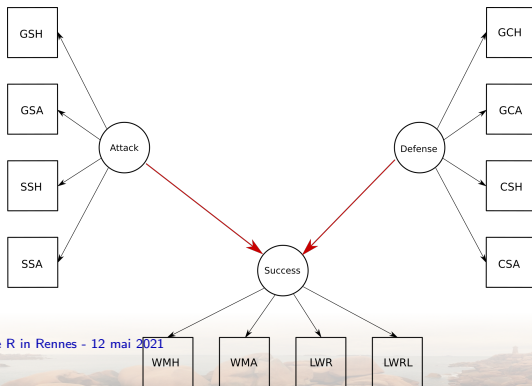 GSH
GCH
GSA
GCA
Attack
Defense
SSH
CSH
SSA
CSA
Success
R in Rennes - 12 mai 2021
WMH
WMA
LWR
LWRL